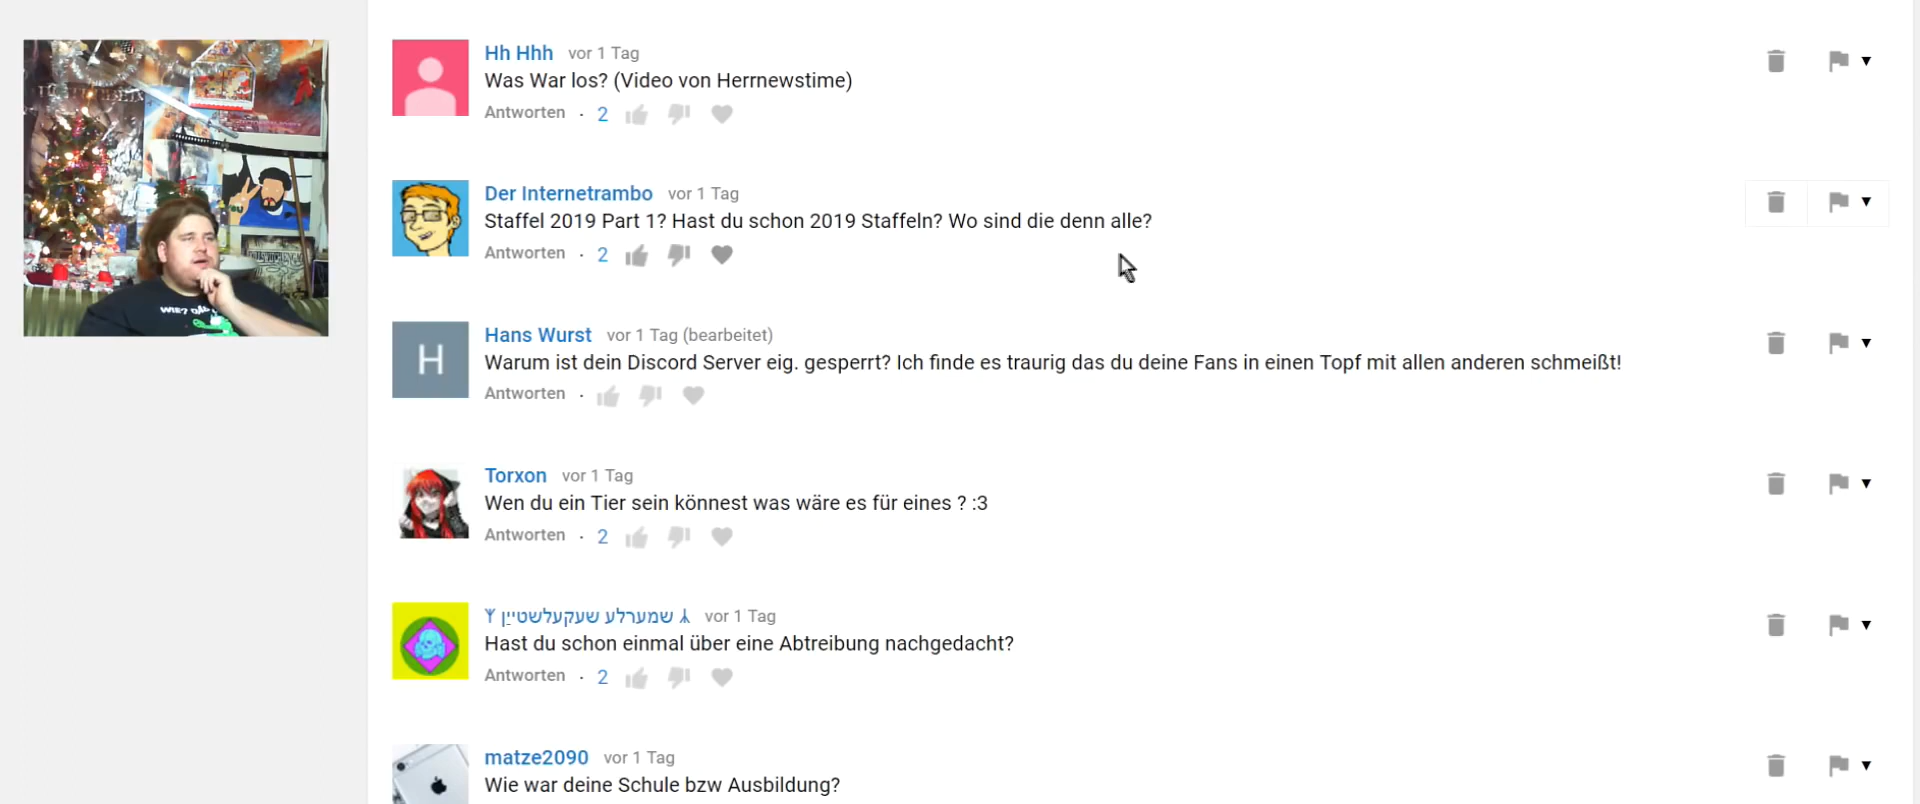 Hh Hhh vor 1 Tag
Was War los? (Video von Herrnewstime)
Antworten · 2
Der Internetrambo vor 1 Tag
Staffel 2019 Part 1? Hast du schon 2019 Staffeln? Wo sind die denn alle?
Antworten · 2
H
Hans Wurst vor 1 Tag (bearbeitet)
Warum ist dein Discord Server eig. gesperrt? Ich finde es traurig das du deine Fans in einen Topf mit allen anderen schmeißt!
Antworten ·
Torxon vor 1 Tag
Wen du ein Tier sein könnest was wäre es für eines ? :3
Antworten · 2
ᛉ שמערלע שעקעלשטיין ᛦ vor 1 Tag
Hast du schon einmal über eine Abtreibung nachgedacht?
Antworten · 2
matze2090 vor 1 Tag
Wie war deine Schule bzw Ausbildung?
WIE?